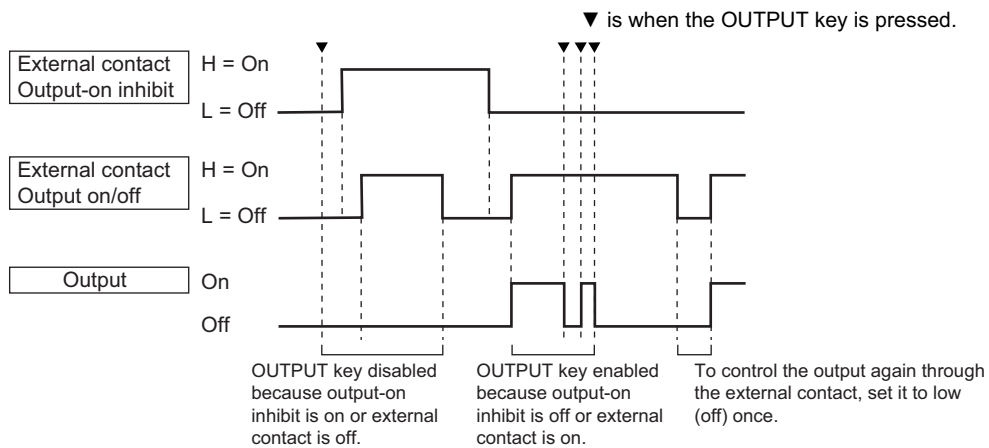 ▼ is when the OUTPUT key is pressed.
External contact
Output-on inhibit
H = On
L = Off
External contact
Output on/off
H = On
L = Off
Output
On
Off
OUTPUT key disabled
because output-on
inhibit is on or external
contact is off.
OUTPUT key enabled
because output-on
inhibit is off or external
contact is on.
To control the output again through
the external contact, set it to low
(off) once.